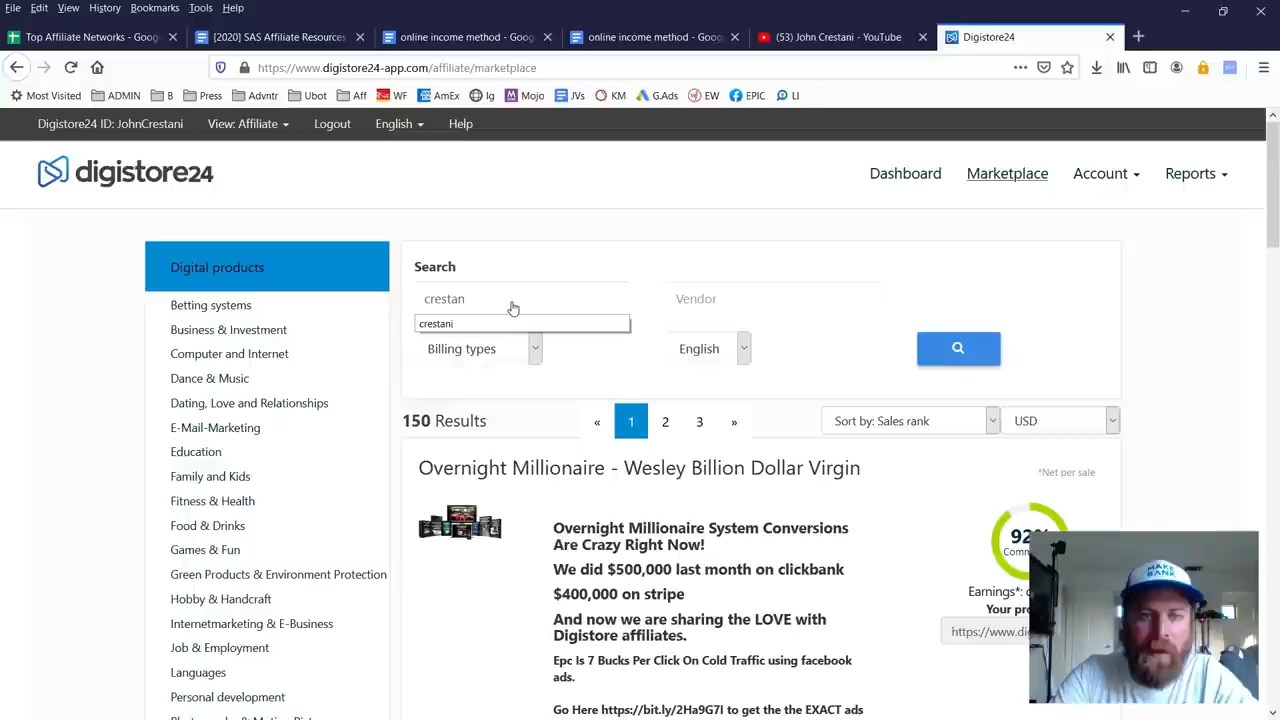 File Edit View History Bookmarks Tools Help
Top Affiliate Networks - Goog
[2020] SAS Affiliate Resources
online income method - Goog
online income method - Goog
(53) John Crestani - YouTube
Digistore24
https://www.digistore24-app.com/affiliate/marketplace
Most Visited ADMIN B Press Advntr Ubot Aff WF AmEx Ig Mojo JVs KM G.Ads EW EPIC LI
Digistore24 ID: JohnCrestani View: Affiliate Logout English Help
digistore24
Dashboard Marketplace Account Reports
Digital products
Betting systems
Business & Investment
Computer and Internet
Dance & Music
Dating, Love and Relationships
E-Mail-Marketing
Education
Family and Kids
Fitness & Health
Food & Drinks
Games & Fun
Green Products & Environment Protection
Hobby & Handcraft
Internetmarketing & E-Business
Job & Employment
Languages
Personal development
Search
crestan
Vendor
crestani
Billing types
English
150 Results
« 1 2 3 »
Sort by: Sales rank
USD
Overnight Millionaire - Wesley Billion Dollar Virgin
*Net per sale
Overnight Millionaire System Conversions
Are Crazy Right Now!
We did $500,000 last month on clickbank
$400,000 on stripe
And now we are sharing the LOVE with
Digistore affiliates.
Epc Is 7 Bucks Per Click On Cold Traffic using facebook
ads.
Go Here https://bit.ly/2Ha9G7I to get the the EXACT ads
Earnings*:
Your pro
https://www.dig
MAKE
BANK